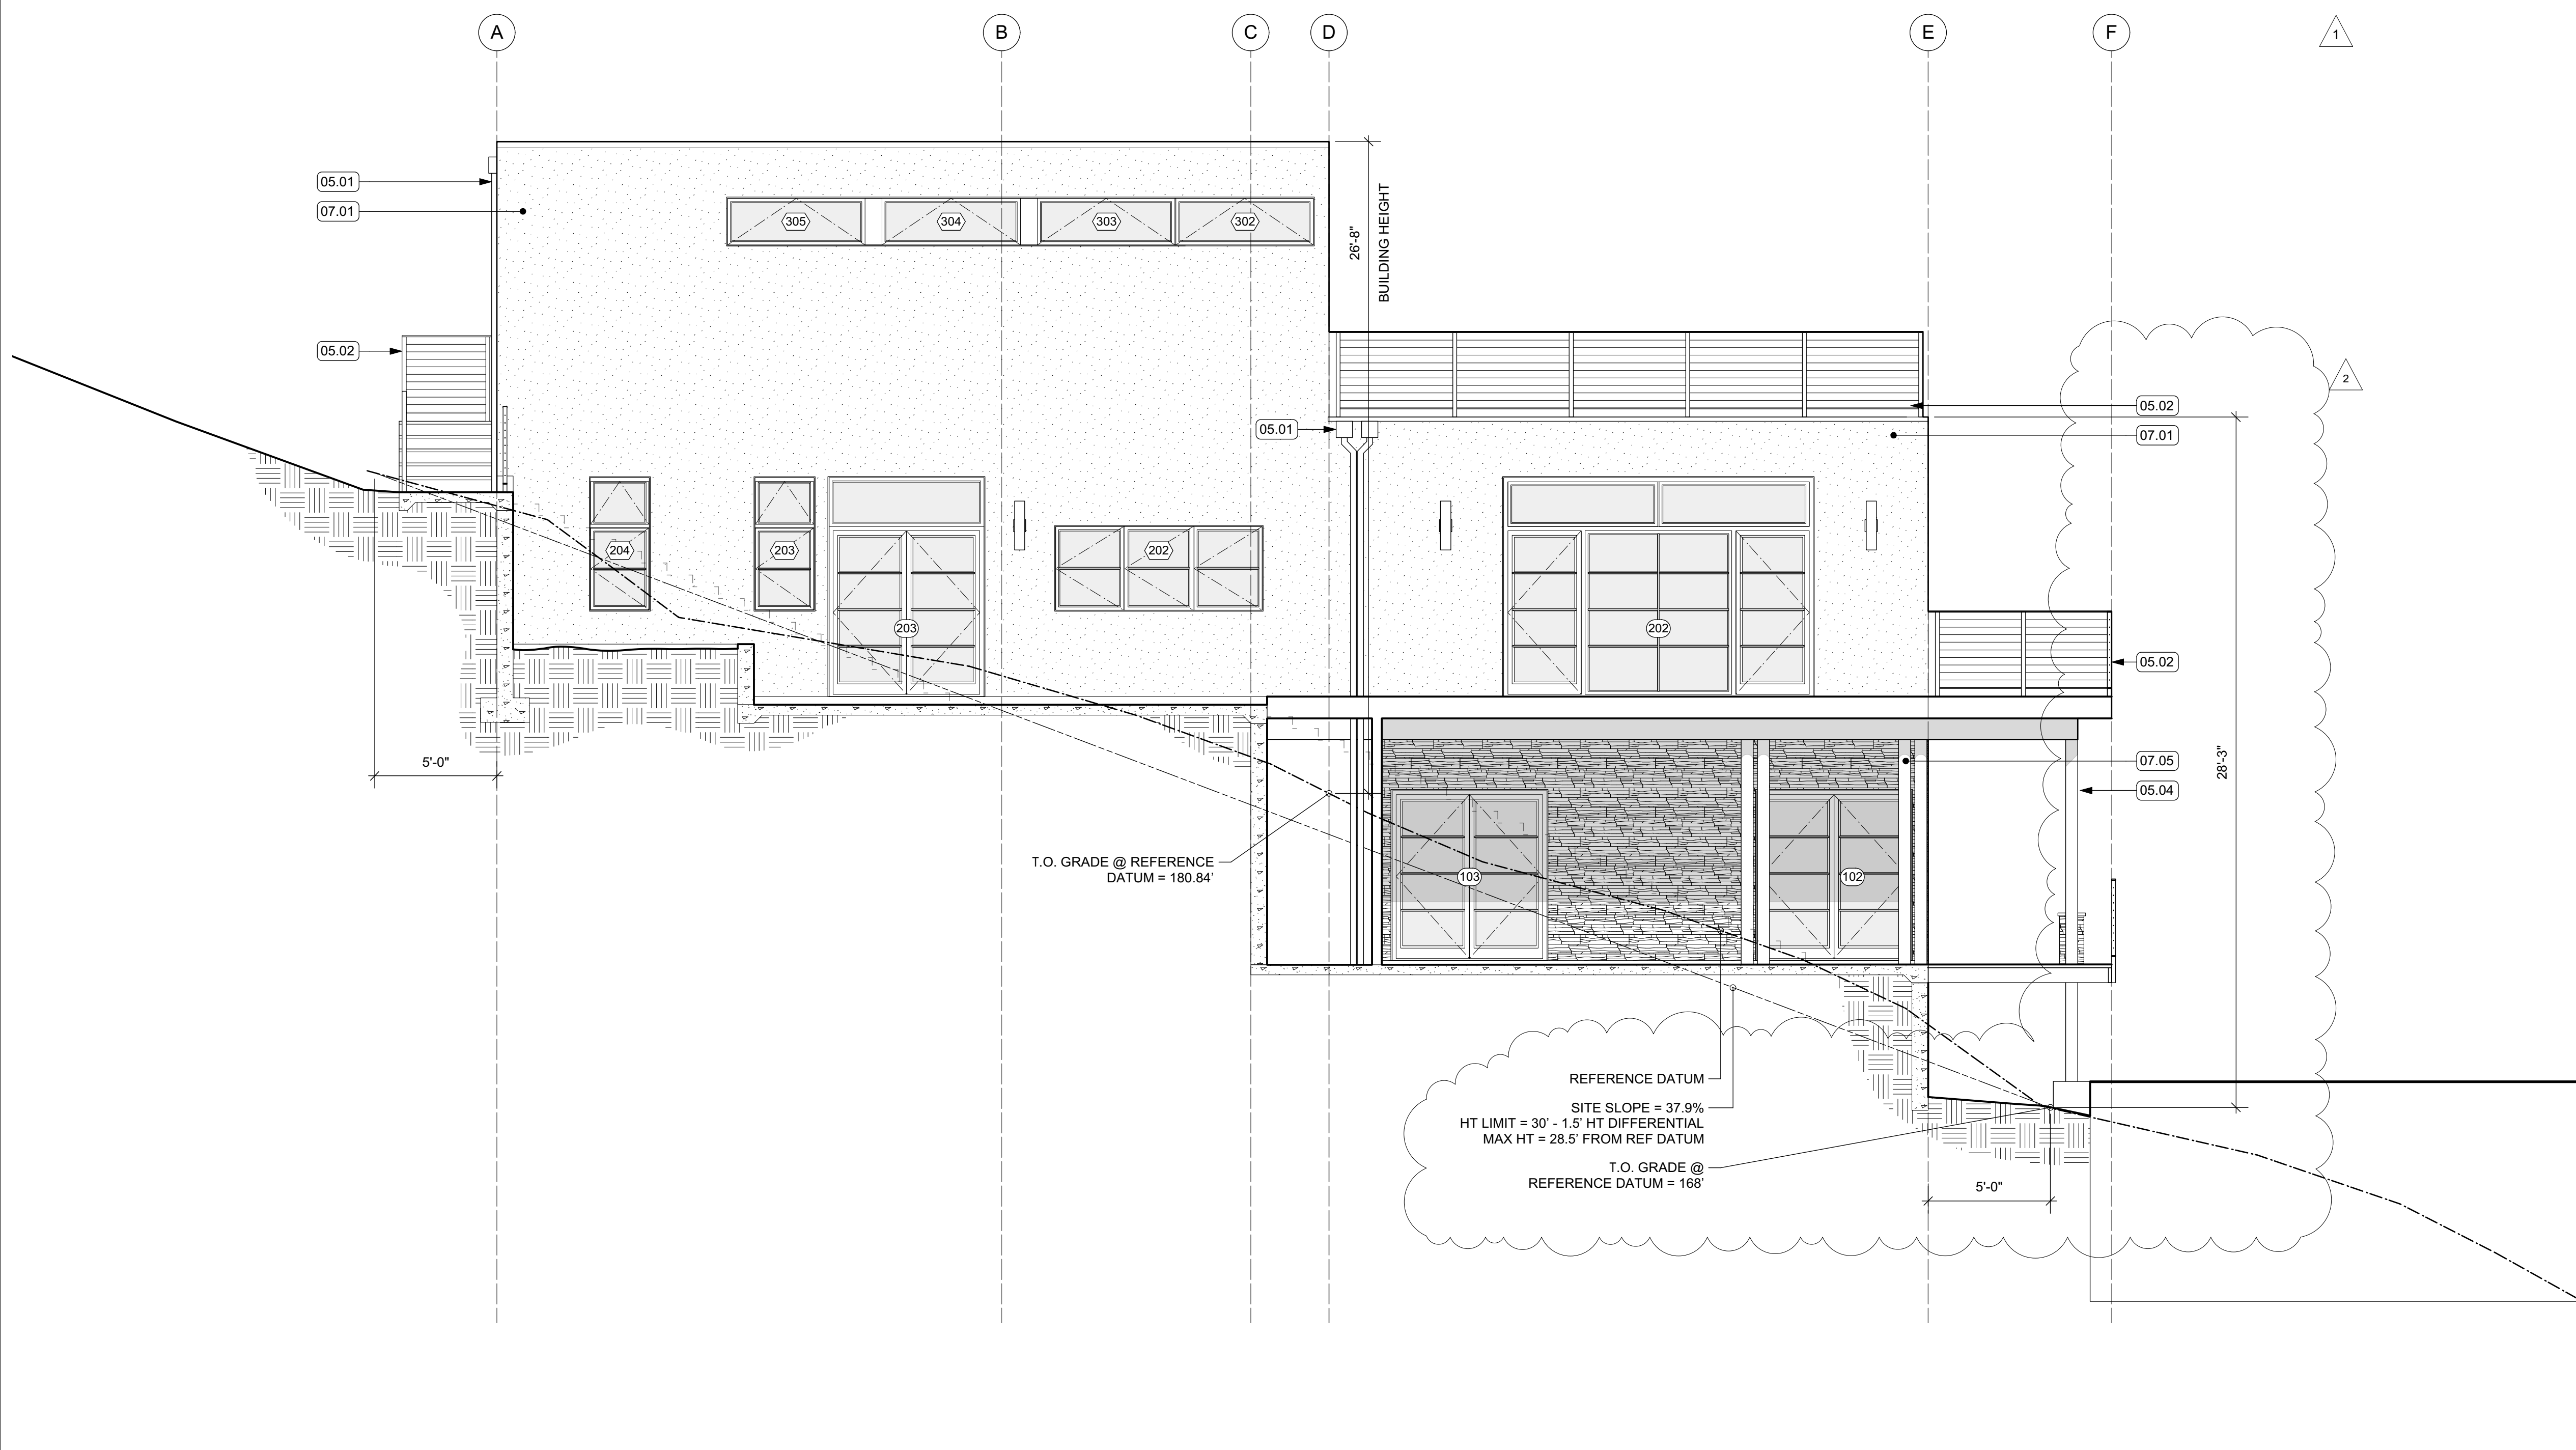 A
B
C
D
E
F
1
05.01
07.01
305
304
303
302
26'-8"
BUILDING HEIGHT
05.02
2
05.02
05.01
07.01
204
203
202
203
202
05.02
5'-0"
07.05
28'-3"
05.04
T.O. GRADE @ REFERENCE
DATUM = 180.84’
103
102
REFERENCE DATUM
SITE SLOPE = 37.9%
HT LIMIT = 30’ - 1.5’ HT DIFFERENTIAL
MAX HT = 28.5’ FROM REF DATUM
T.O. GRADE @
REFERENCE DATUM = 168’
5'-0"